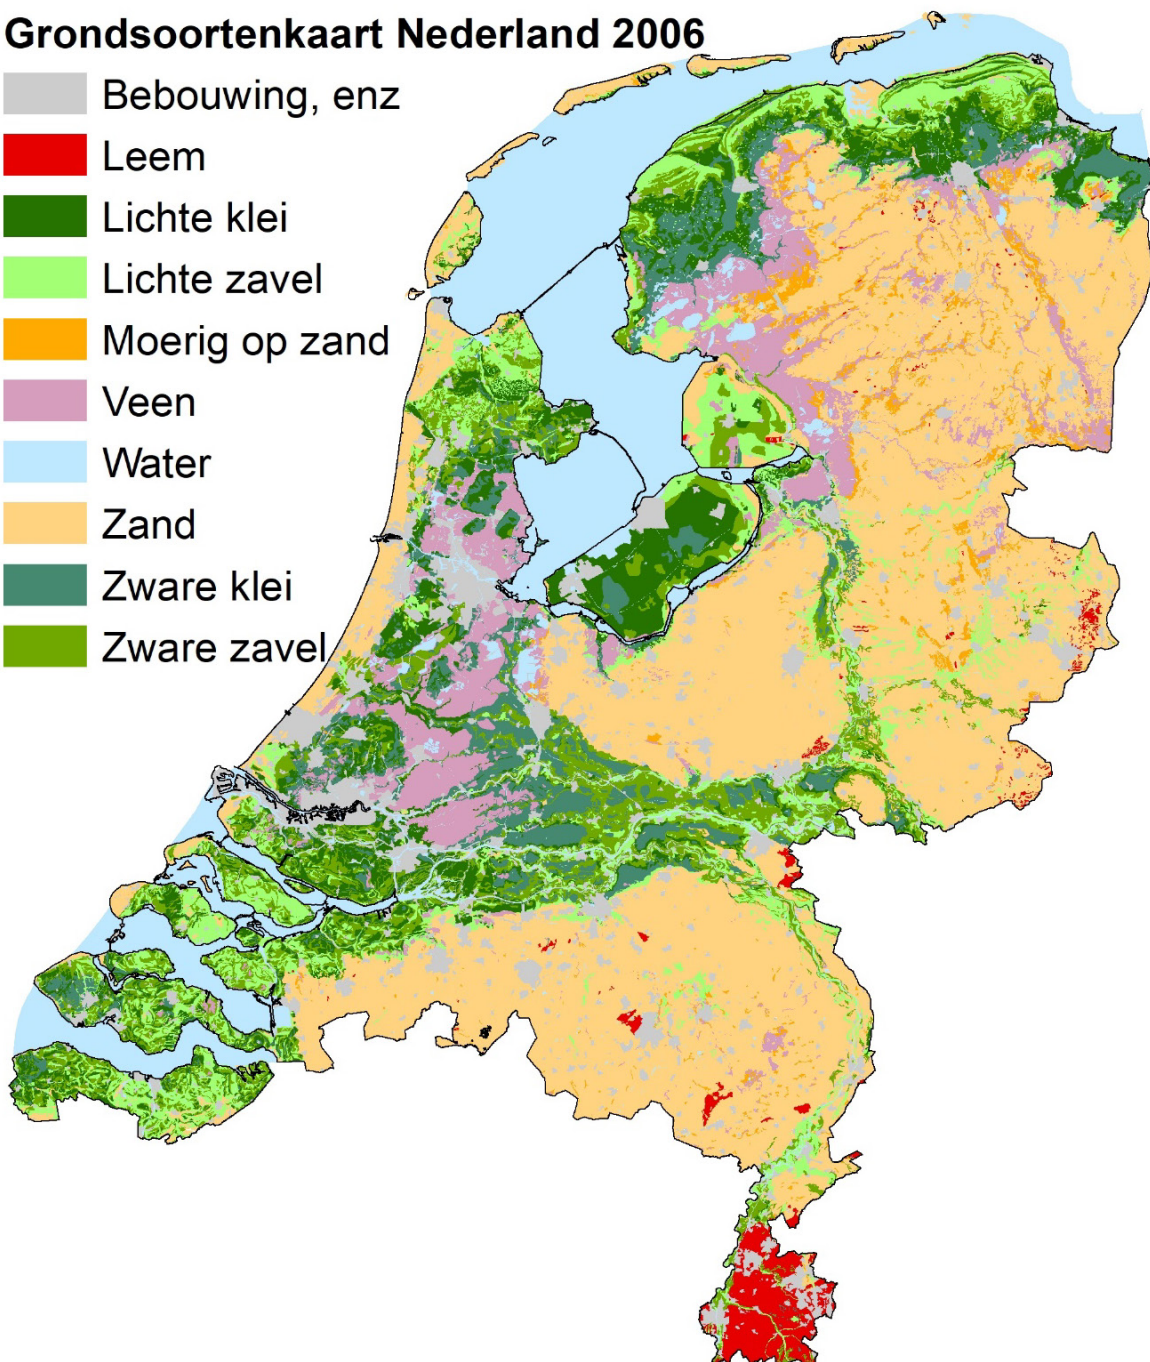 Grondsoortenkaart Nederland 2006
Bebouwing, enz
Leem
Lichte klei
Lichte zavel
Moerig op zand
Veen
Water
Zand
Zware klei
Zware zavel